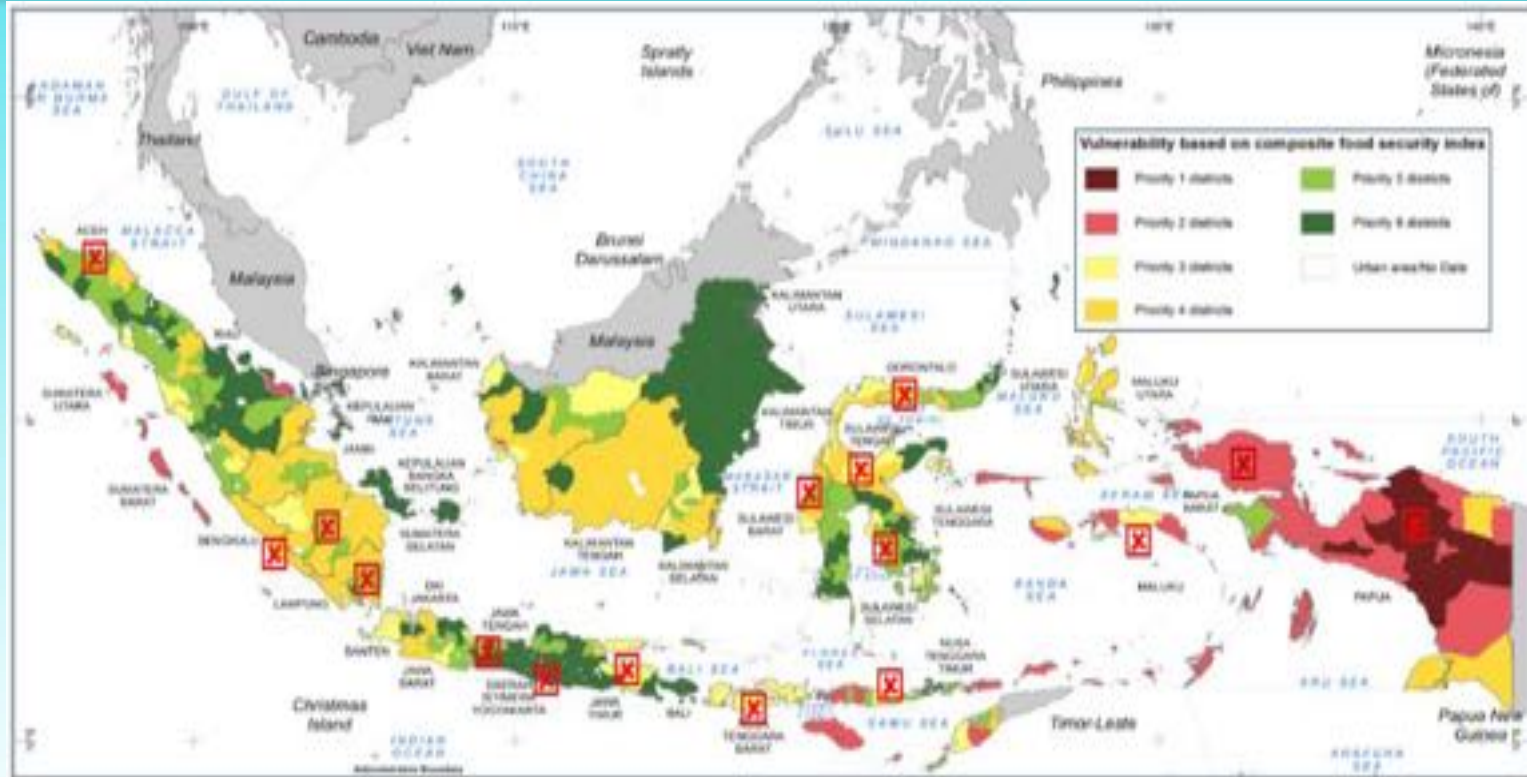 Cambodia
Viet Nam
Spratly
Islands
Philippines
Micronesia
(Federated
States of)
GULF OF
THAILAND
SULU SEA
Thailand
SOUTH
CHINA
SEA
Vulnerability based on composite food security index
Priority 1 districts
Priority 2 districts
Priority 3 districts
Priority 4 districts
Priority 5 districts
Priority 6 districts
Urban area/No Data
ACEH
MALACCA
STRAIT
Malaysia
Brunei
Darussalam
MINDANAO SEA
KALIMANTAN
UTARA
SULAWESI
SEA
Malaysia
RIAU
Singapore
KALIMANTAN
BARAT
GORONTALO
SULAWESI
UTARA
MALUKU
SEA
MALUKU
UTARA
SUMATERA
UTARA
KEPULAUAN
JAMBI
KALIMANTAN
TIMUR
SULAWESI
TENGAH
SOUTH
PACIFIC
OCEAN
KEPULAUAN
BANGKA
BELITUNG
SUMATERA
BARAT
STRAIT
PAPUA
BARAT
SULAWESI
TENGGARA
BENGKULU
SUMATERA
SELATAN
SULAWESI
BARAT
KALIMANTAN
TENGAH
JAWA SEA
KALIMANTAN
SELATAN
BANDA
SEA
MALUKU
PAPUA
LAMPUNG
DKI
JAKARTA
SULAWESI
SELATAN
JAWA
TENGAH
BANTEN
JAWA
BARAT
BALI SEA
FLORES
SEA
NUSA
TENGGARA
TIMUR
DAERAH
ISTIMEWA
YOGYAKARTA
JAWA
TIMUR
BALI
Christmas
Island
SAWU SEA
Timor-Leste
TENGGARA
BARAT
Papua New
Guinea
INDIAN
OCEAN
ARAFURA
SEA
Administrative Boundary